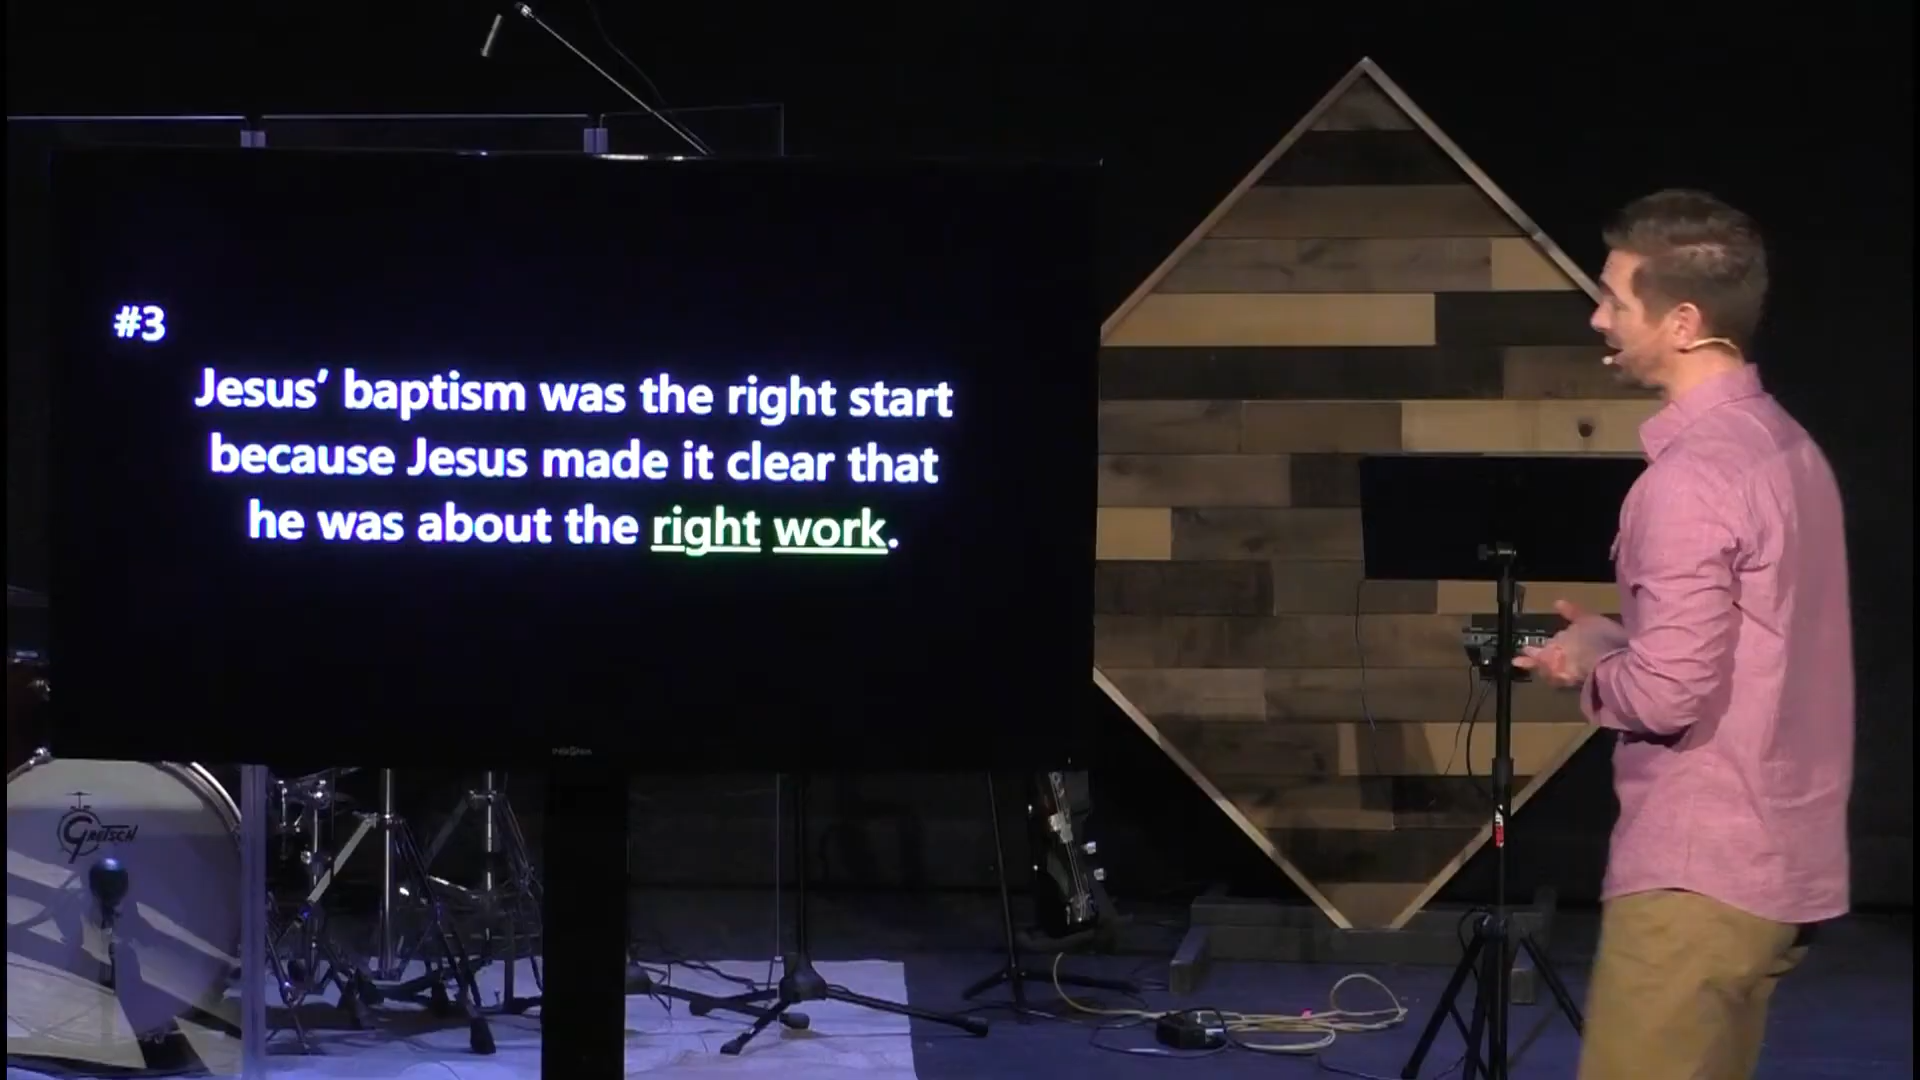 #3
Jesus’ baptism was the right start
because Jesus made it clear that
he was about the right work.
INSIGNIA
GRETSCH